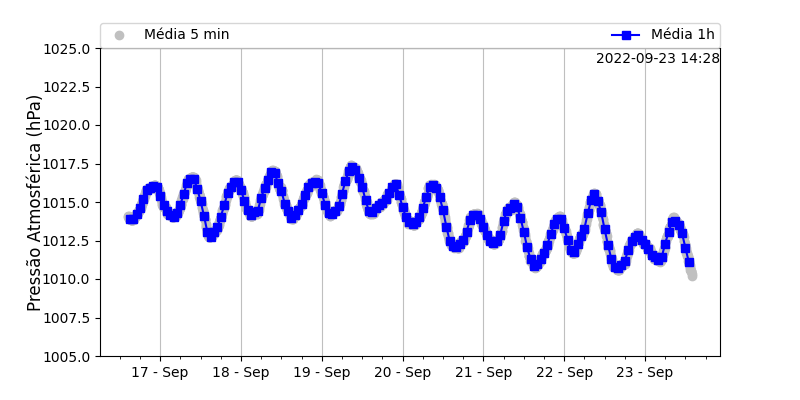 Média 5 min
Média 1h
2022-09-23 14:28
Pressão Atmosférica (hPa)
1025.0
1022.5
1020.0
1017.5
1015.0
1012.5
1010.0
1007.5
1005.0
17 - Sep
18 - Sep
19 - Sep
20 - Sep
21 - Sep
22 - Sep
23 - Sep